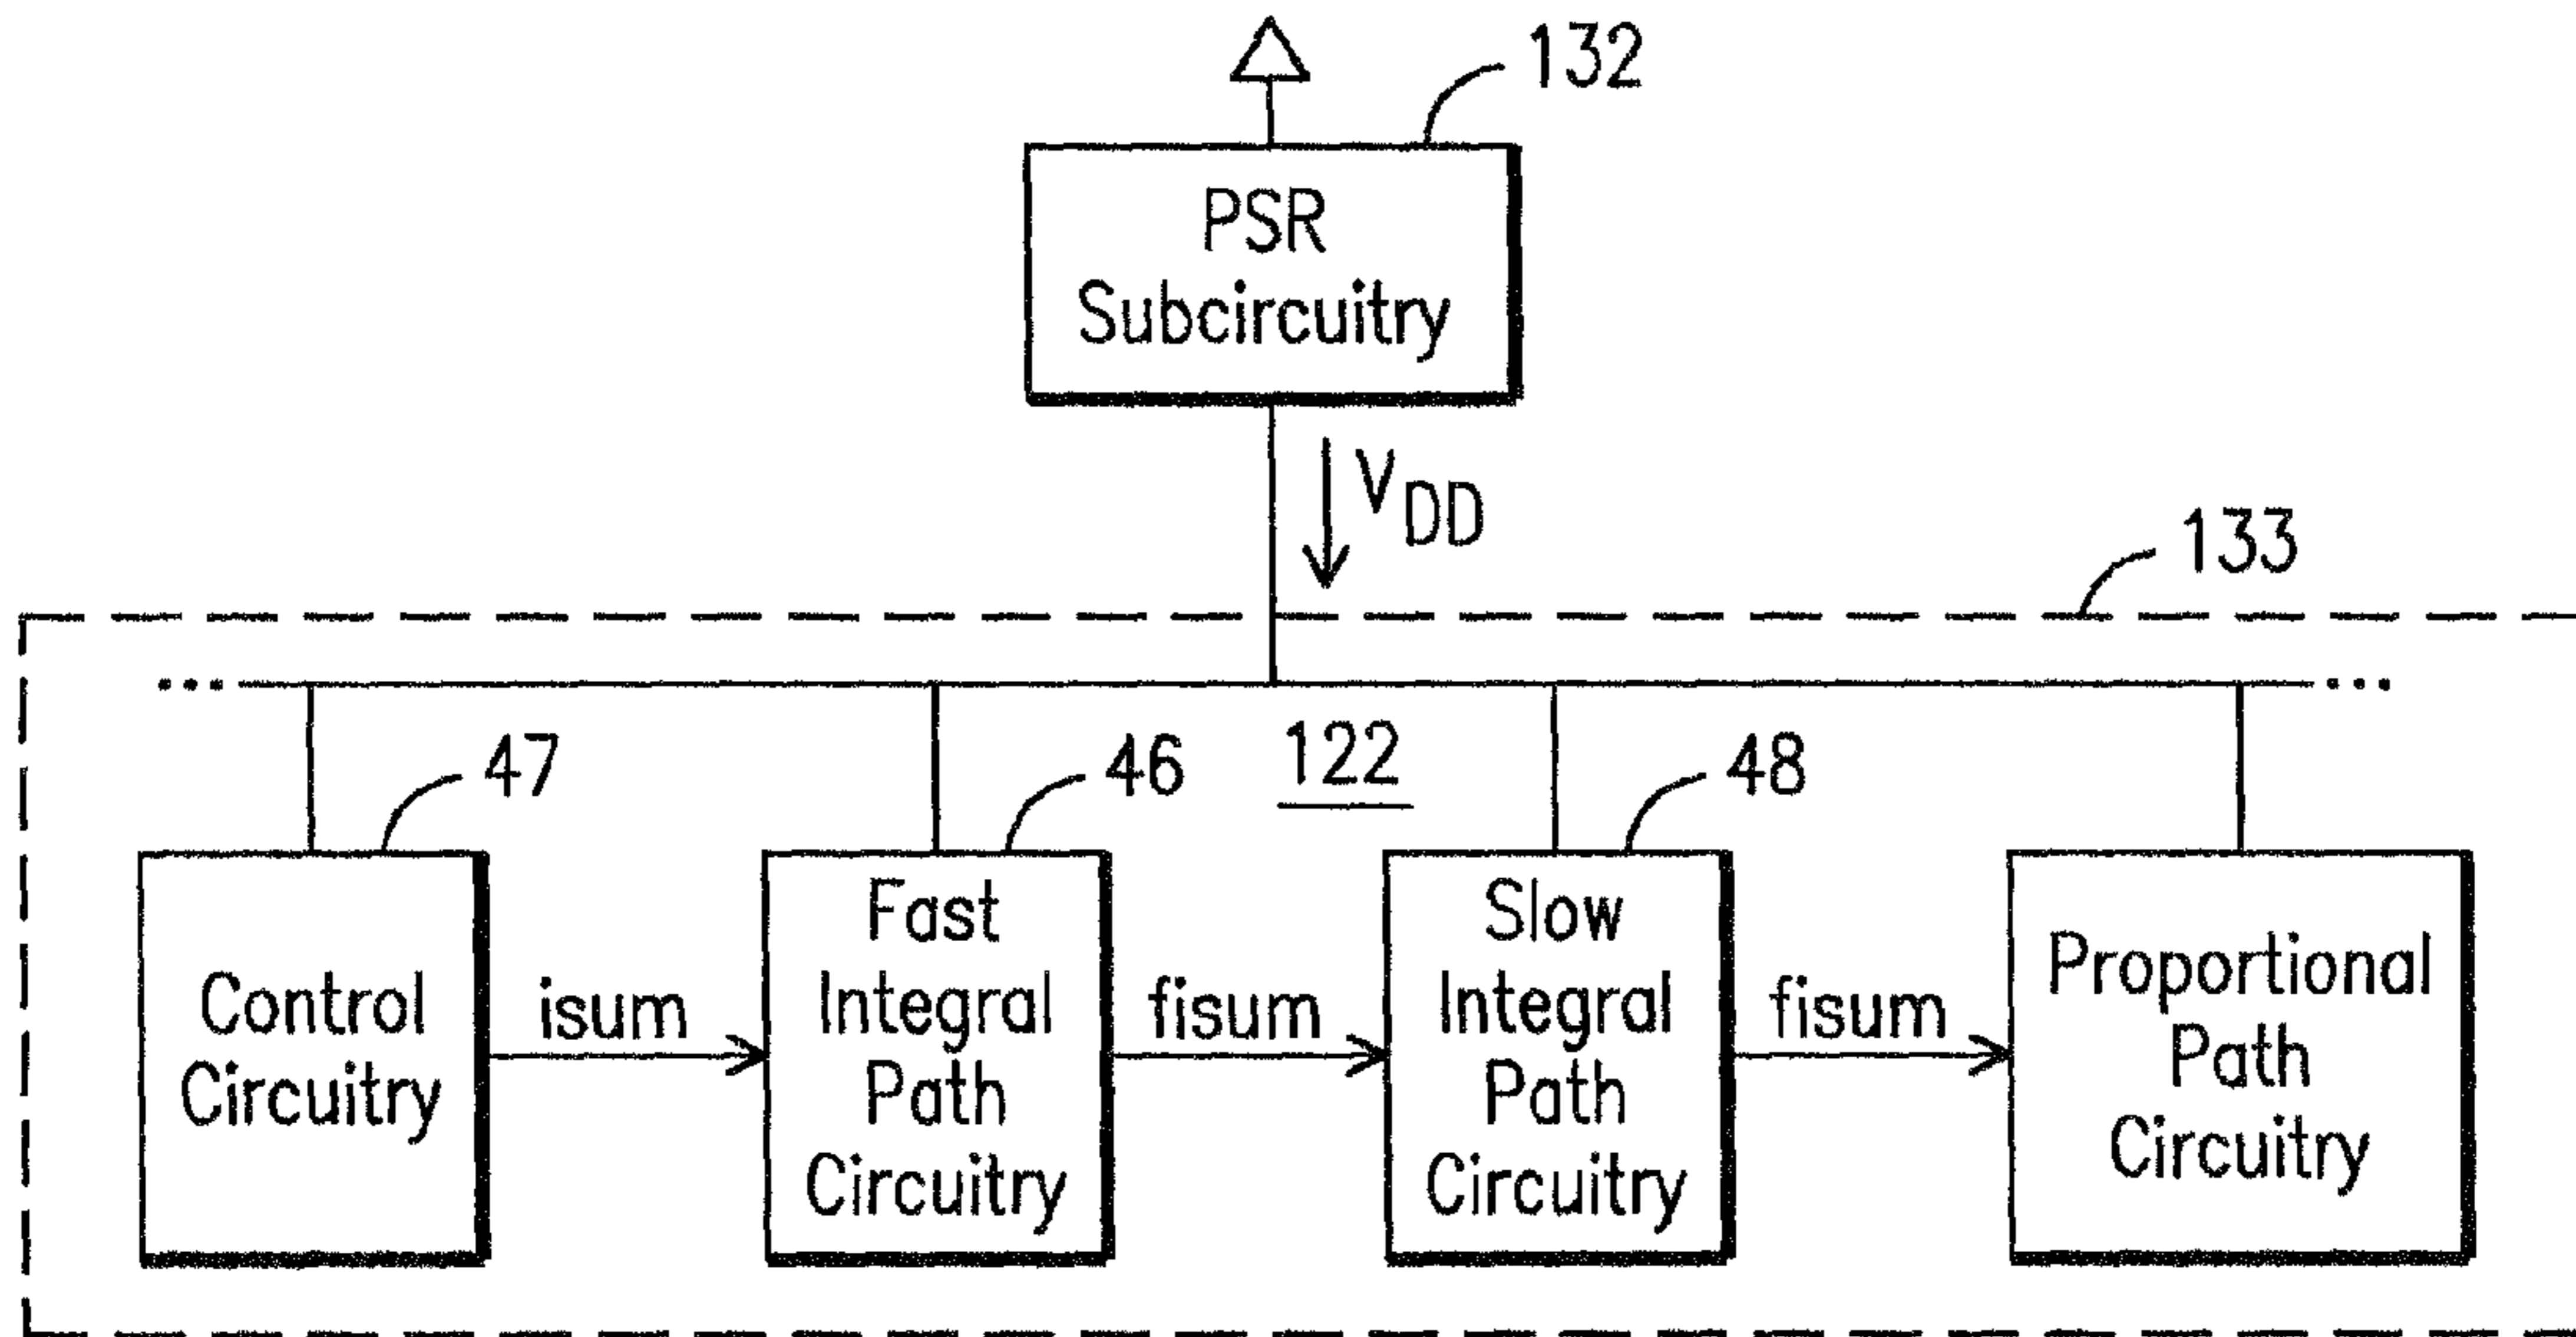 132
PSR
Subcircuitry
VDD
133
47
46
122
48
Control
Circuitry
isum
Fast
Integral
Path
Circuitry
fisum
Slow
Integral
Path
Circuitry
fisum
Proportional
Path
Circuitry